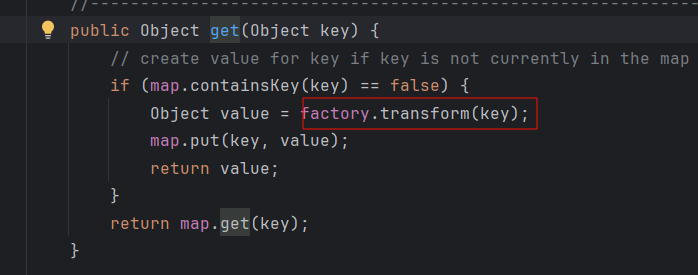 //--------------------------------------------------------------
public Object get(Object key) {
// create value for key if key is not currently in the map
if (map.containsKey(key) == false) {
Object value = factory.transform(key);
map.put(key, value);
return value;
}
return map.get(key);
}